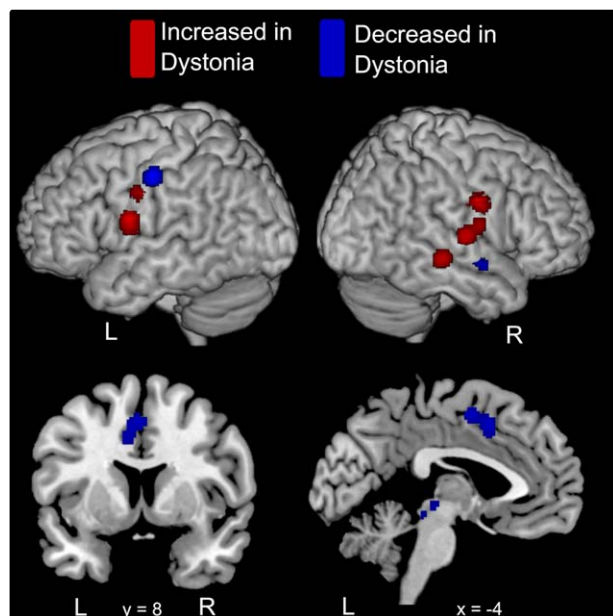 Increased in
Dystonia
Decreased in
Dystonia
L
R
L y = 8 R
L x = -4